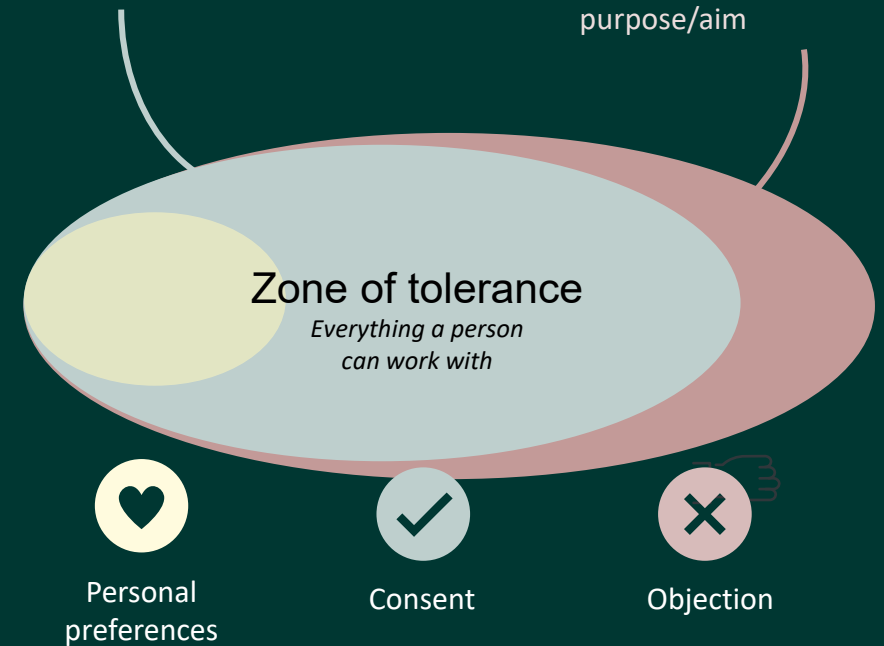 purpose/aim
Zone of tolerance
Everything a person
can work with
Personal
preferences
Consent
Objection